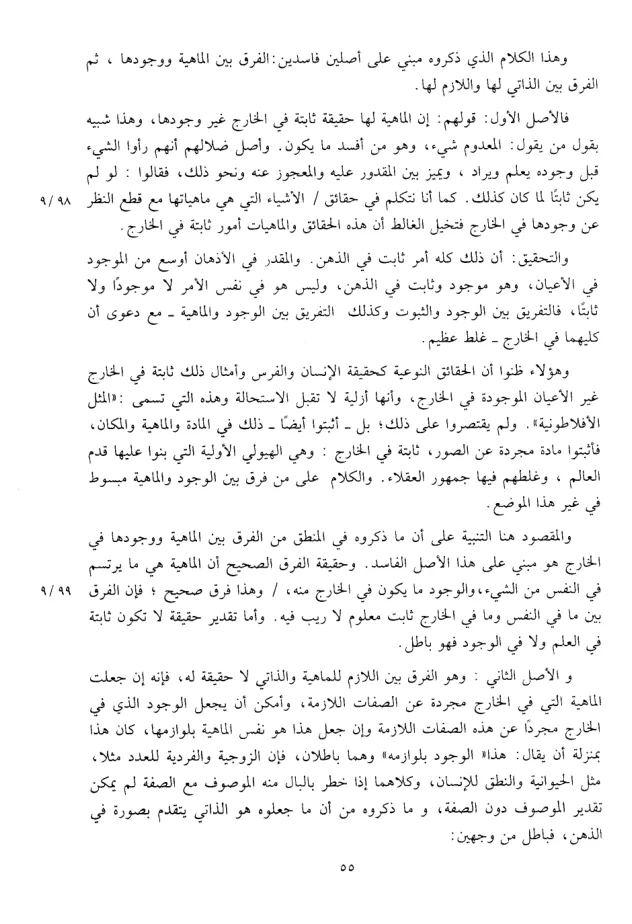 وهذا الكلام الذي ذكروه مبني على أصلين فاسدين: الفرق بين الماهية ووجودها ، ثم
الفرق بين الذاتي لها واللازم لها.
فالأصل الأول: قولهم: إن الماهية لها حقيقة ثابتة في الخارج غير وجودها، وهذا شبيه
بقول من يقول: المعدوم شيء، وهو من أفسد ما يكون. وأصل ضلالهم أنهم رأوا الشيء
قبل وجوده يعلم ويراد ، ويميز بين المقدور عليه والمعجوز عنه ونحو ذلك، فقالوا : لو لم
يكن ثابتًا لما كان كذلك. كما أنا نتكلم في حقائق / الأشياء التي هي ماهياتها مع قطع النظر ٩/٩٨
عن وجودها في الخارج فتخيل الغالط أن هذه الحقائق والماهيات أمور ثابتة في الخارج.
والتحقيق: أن ذلك كله أمر ثابت في الذهن. والمقدر في الأذهان أوسع من الموجود
في الأعيان، وهو موجود وثابت في الذهن، وليس هو في نفس الأمر لا موجودًا ولا
ثابتًا، فالتفريق بين الوجود والثبوت وكذلك التفريق بين الوجود والماهية ـ مع دعوى أن
كليهما في الخارج ـ غلط عظيم.
وهؤلاء ظنوا أن الحقائق النوعية كحقيقة الإنسان والفرس وأمثال ذلك ثابتة في الخارج
غير الأعيان الموجودة في الخارج، وأنها أزلية لا تقبل الاستحالة وهذه التي تسمى :«المثل
الأفلاطونية». ولم يقتصروا على ذلك؛ بل ـ أثبتوا أيضًا ـ ذلك في المادة والماهية والمكان،
فأثبتوا مادة مجردة عن الصور، ثابتة في الخارج : وهي الهيولي الأولية التي بنوا عليها قدم
العالم ، وغلطهم فيها جمهور العقلاء. والكلام على من فرق بين الوجود والماهية مبسوط
في غير هذا الموضع.
والمقصود هنا التنبية على أن ما ذكروه في المنطق من الفرق بين الماهية ووجودها في
الخارج هو مبني على هذا الأصل الفاسد. وحقيقة الفرق الصحيح أن الماهية هي ما يرتسم
في النفس من الشيء،والوجود ما يكون في الخارج منه، / وهذا فرق صحيح ؛ فإن الفرق ٩/٩٩
بين ما في النفس وما في الخارج ثابت معلوم لا ريب فيه. وأما تقدير حقيقة لا تكون ثابتة
في العلم ولا في الوجود فهو باطل.
و الأصل الثاني : وهو الفرق بين اللازم للماهية والذاتي لا حقيقة له، فإنه إن جعلت
الماهية التي في الخارج مجردة عن الصفات اللازمة، وأمكن أن يجعل الوجود الذي في
الخارج مجردًا عن هذه الصفات اللازمة وإن جعل هذا هو نفس الماهية بلوازمها، كان هذا
بمنزلة أن يقال: هذا« الوجود بلوازمه» وهما باطلان، فإن الزوجية والفردية للعدد مثلا،
مثل الحيوانية والنطق للإنسان، وكلاهما إذا خطر بالبال منه الموصوف مع الصفة لم يمكن
تقدير الموصوف دون الصفة، و ما ذكروه من أن ما جعلوه هو الذاتي يتقدم بصورة في
الذهن، فباطل من وجهين:
٥٥